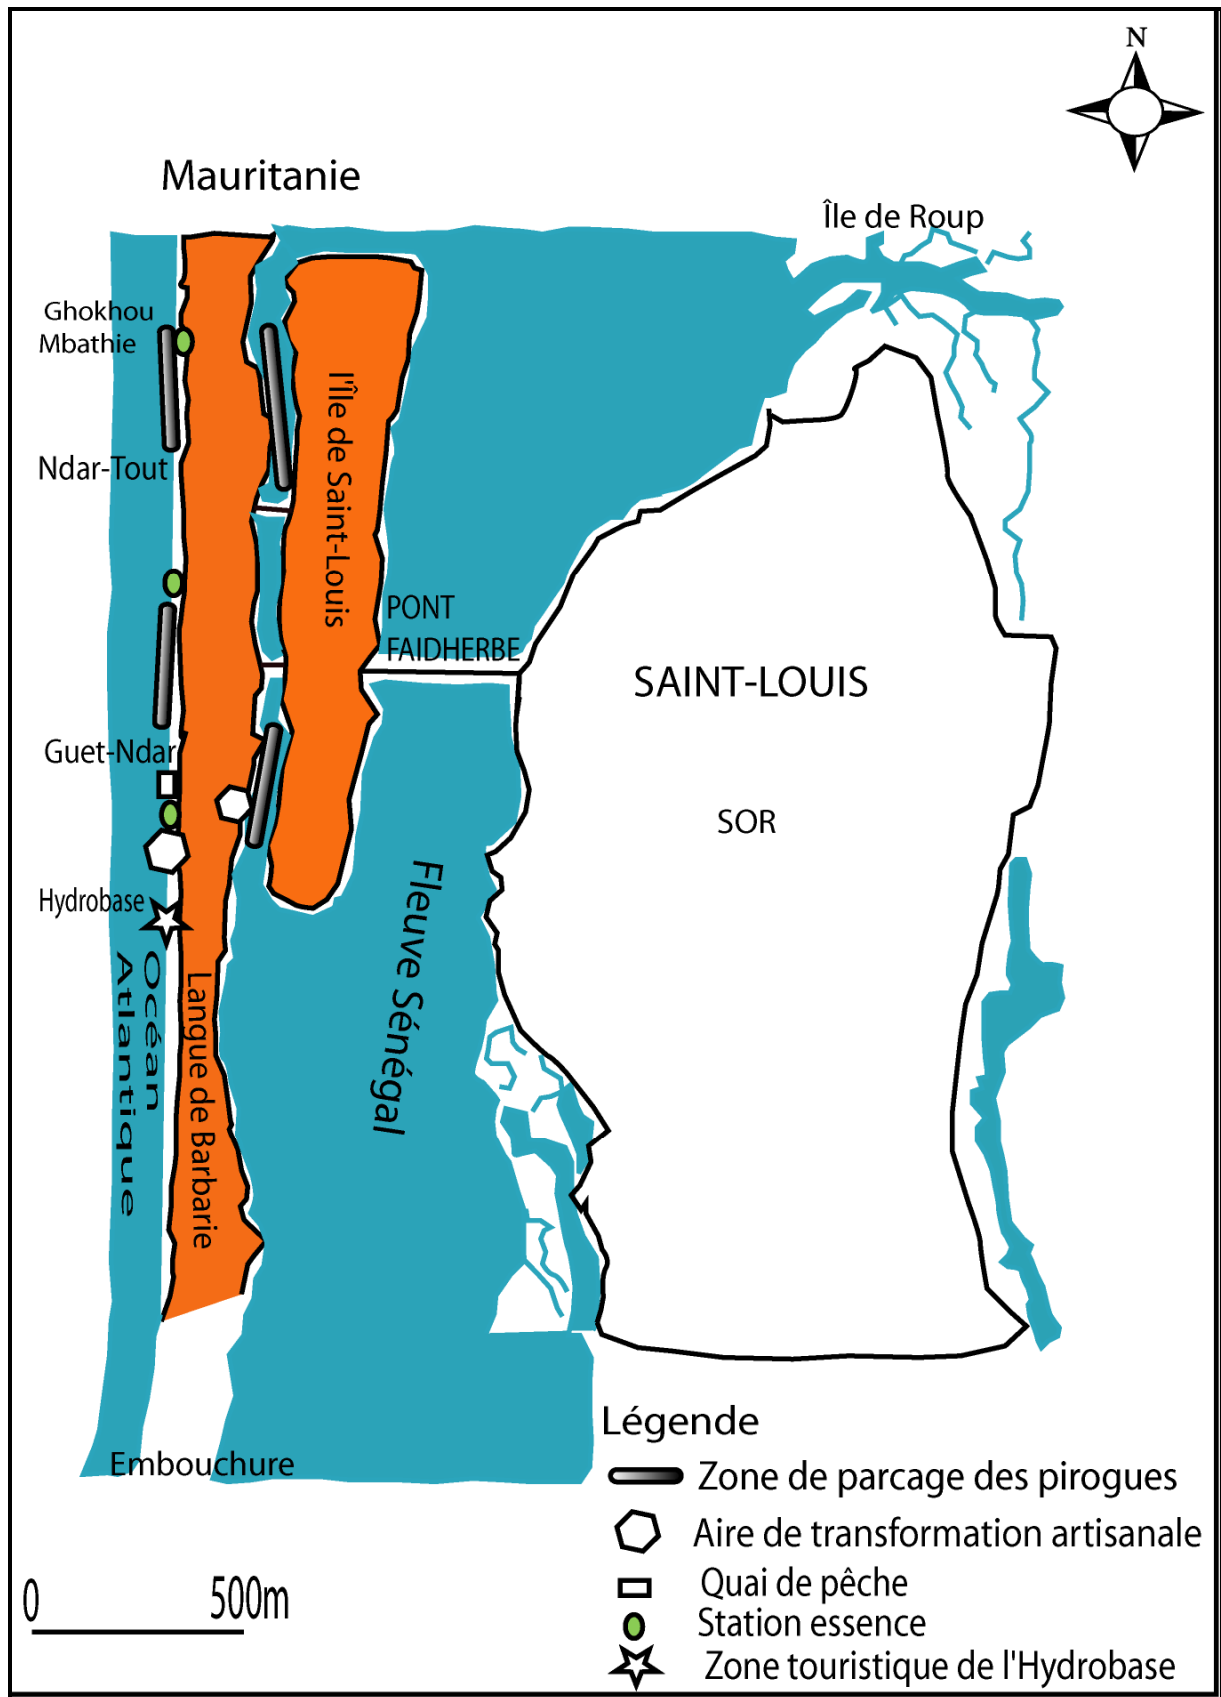 N
Mauritanie
Île de Roup
Ghokhou
Mbathie
Ndar-Tout
l'Île de Saint-Louis
PONT
FAIDHERBE
SAINT-LOUIS
Guet-Ndar
SOR
Hydrobase
Fleuve Sénégal
Océan
Atlantique
Langue de Barbarie
Embouchure
Légende
Zone de parcage des pirogues
Aire de transformation artisanale
Quai de pêche
Station essence
Zone touristique de l'Hydrobase
0 500m